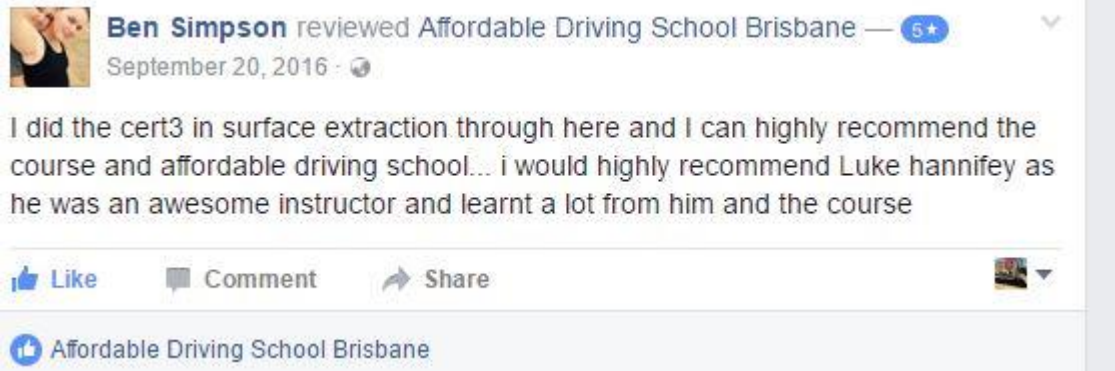 Ben Simpson reviewed Affordable Driving School Brisbane — 5★
September 20, 2016 ·
I did the cert3 in surface extraction through here and I can highly recommend the
course and affordable driving school... i would highly recommend Luke hannifey as
he was an awesome instructor and learnt a lot from him and the course
Like Comment Share
Affordable Driving School Brisbane